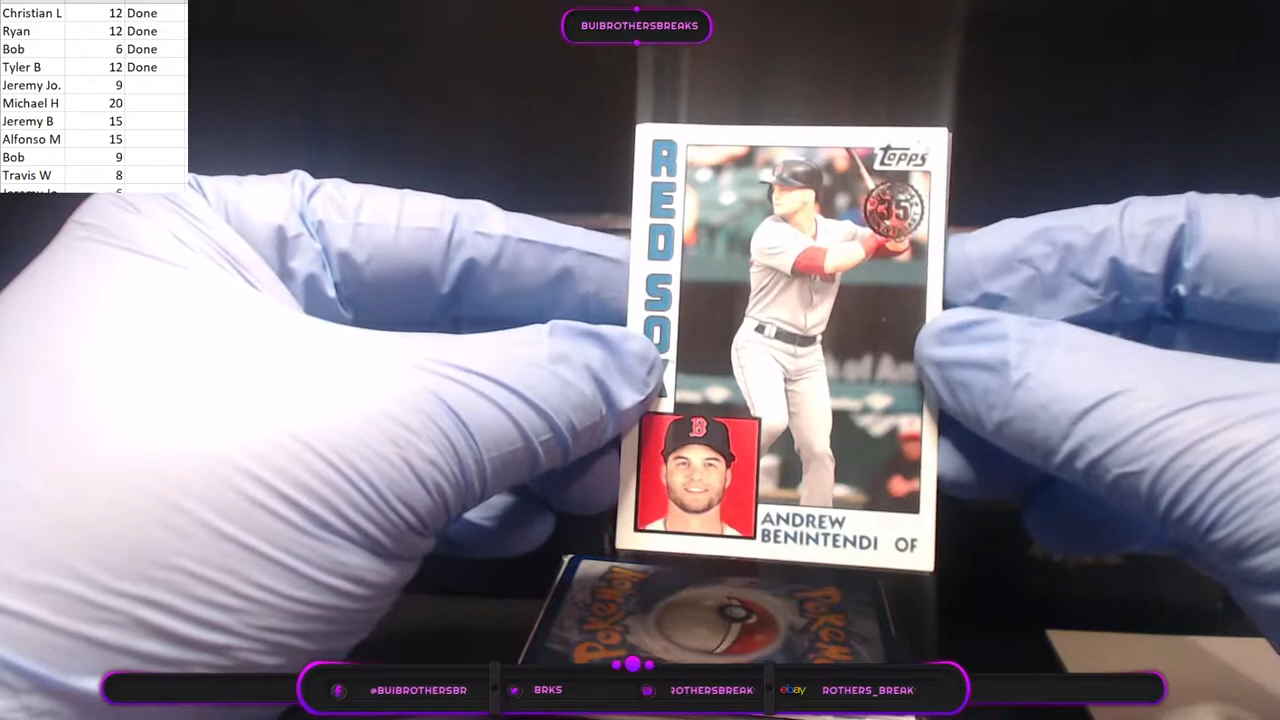 Christian L 12 Done
Ryan 12 Done
Bob 6 Done
Tyler B 12 Done
Jeremy Jo. 9
Michael H 20
Jeremy B 15
Alfonso M 15
Bob 9
Travis W 8
BUIBROTHERSBREAKS
RED SO
Topps
35
B
ANDREW
BENINTENDI OF
Pokémon
@BUIBROTHERSBR
BRKS
ROTHERSBREAK
ebay ROTHERS_BREAK